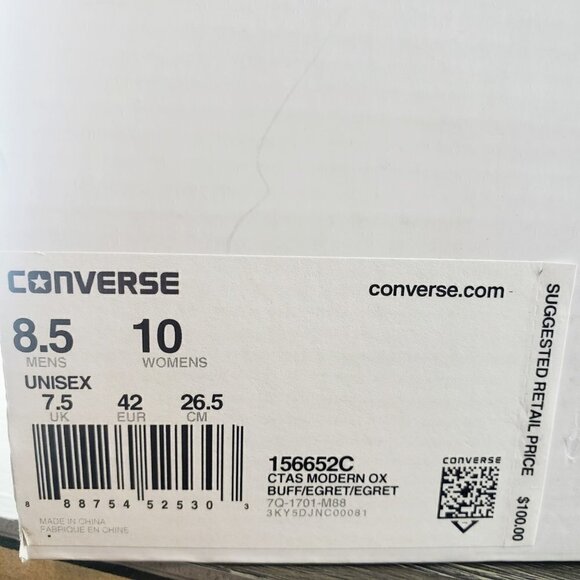 CONVERSE
converse.com
8.5 10
MENS WOMENS
UNISEX
7.5 42 26.5
UK EUR CM
8 88754 52530 3
MADE IN CHINA
FABRIQUE EN CHINE
156652C
CTAS MODERN OX
BUFF/EGRET/EGRET
7Q-1701-M88
3KY5DJNC00081
CONVERSE
SUGGESTED RETAIL PRICE $100.00